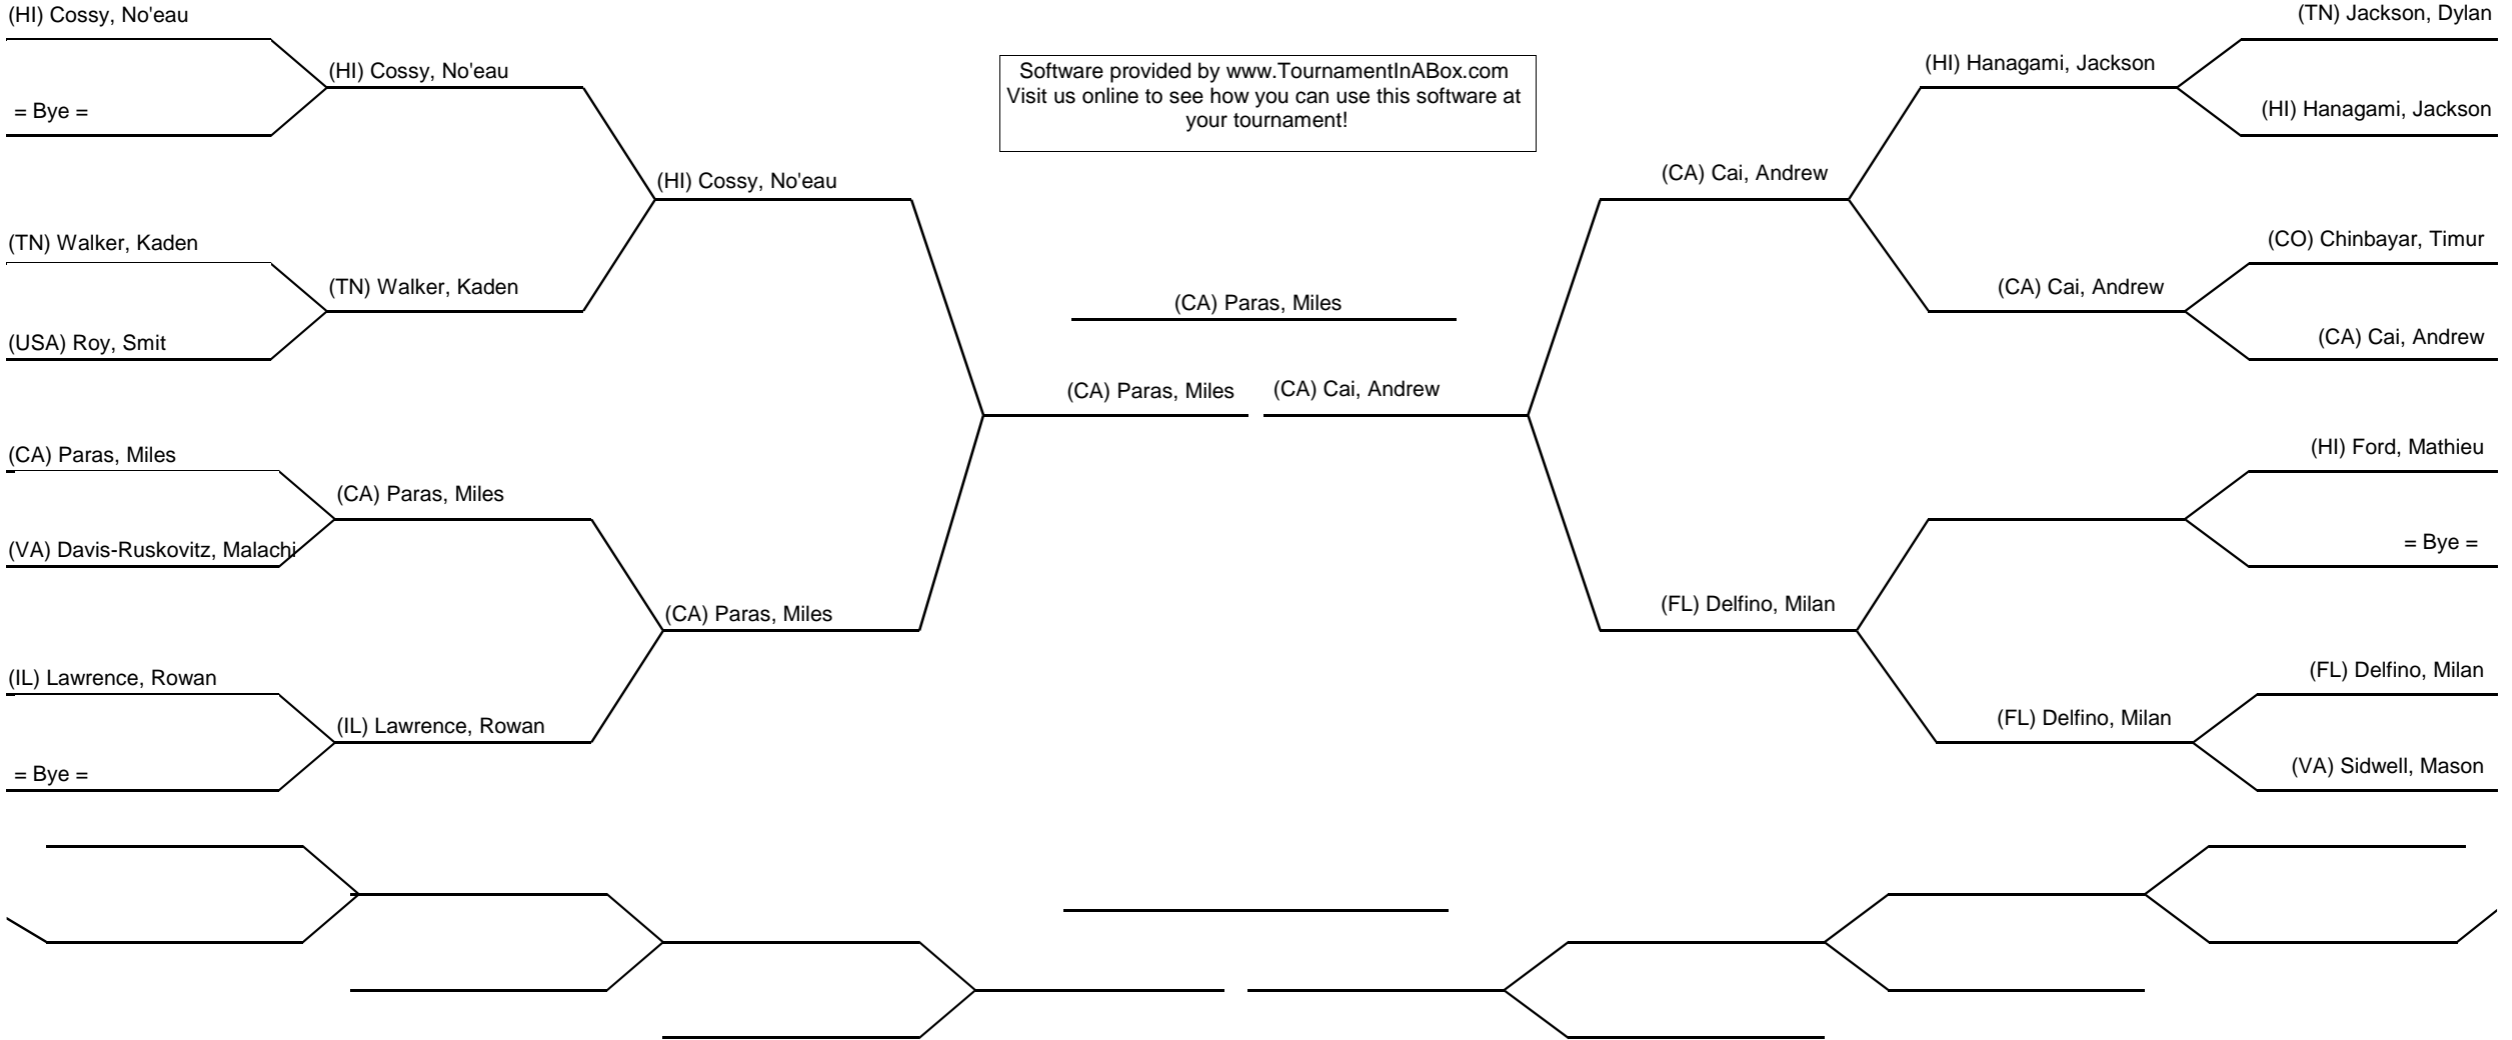 (HI) Cossy, No'eau
(HI) Cossy, No'eau
= Bye =
(HI) Cossy, No'eau
(TN) Walker, Kaden
(TN) Walker, Kaden
(USA) Roy, Smit
(CA) Paras, Miles
(CA) Paras, Miles
(VA) Davis-Ruskovitz, Malachi
(CA) Paras, Miles
(IL) Lawrence, Rowan
(IL) Lawrence, Rowan
= Bye =
Software provided by www.TournamentInABox.com
Visit us online to see how you can use this software at
your tournament!
(CA) Paras, Miles
(CA) Paras, Miles
(CA) Cai, Andrew
(TN) Jackson, Dylan
(HI) Hanagami, Jackson
(HI) Hanagami, Jackson
(CA) Cai, Andrew
(CO) Chinbayar, Timur
(CA) Cai, Andrew
(CA) Cai, Andrew
(HI) Ford, Mathieu
= Bye =
(FL) Delfino, Milan
(FL) Delfino, Milan
(FL) Delfino, Milan
(VA) Sidwell, Mason